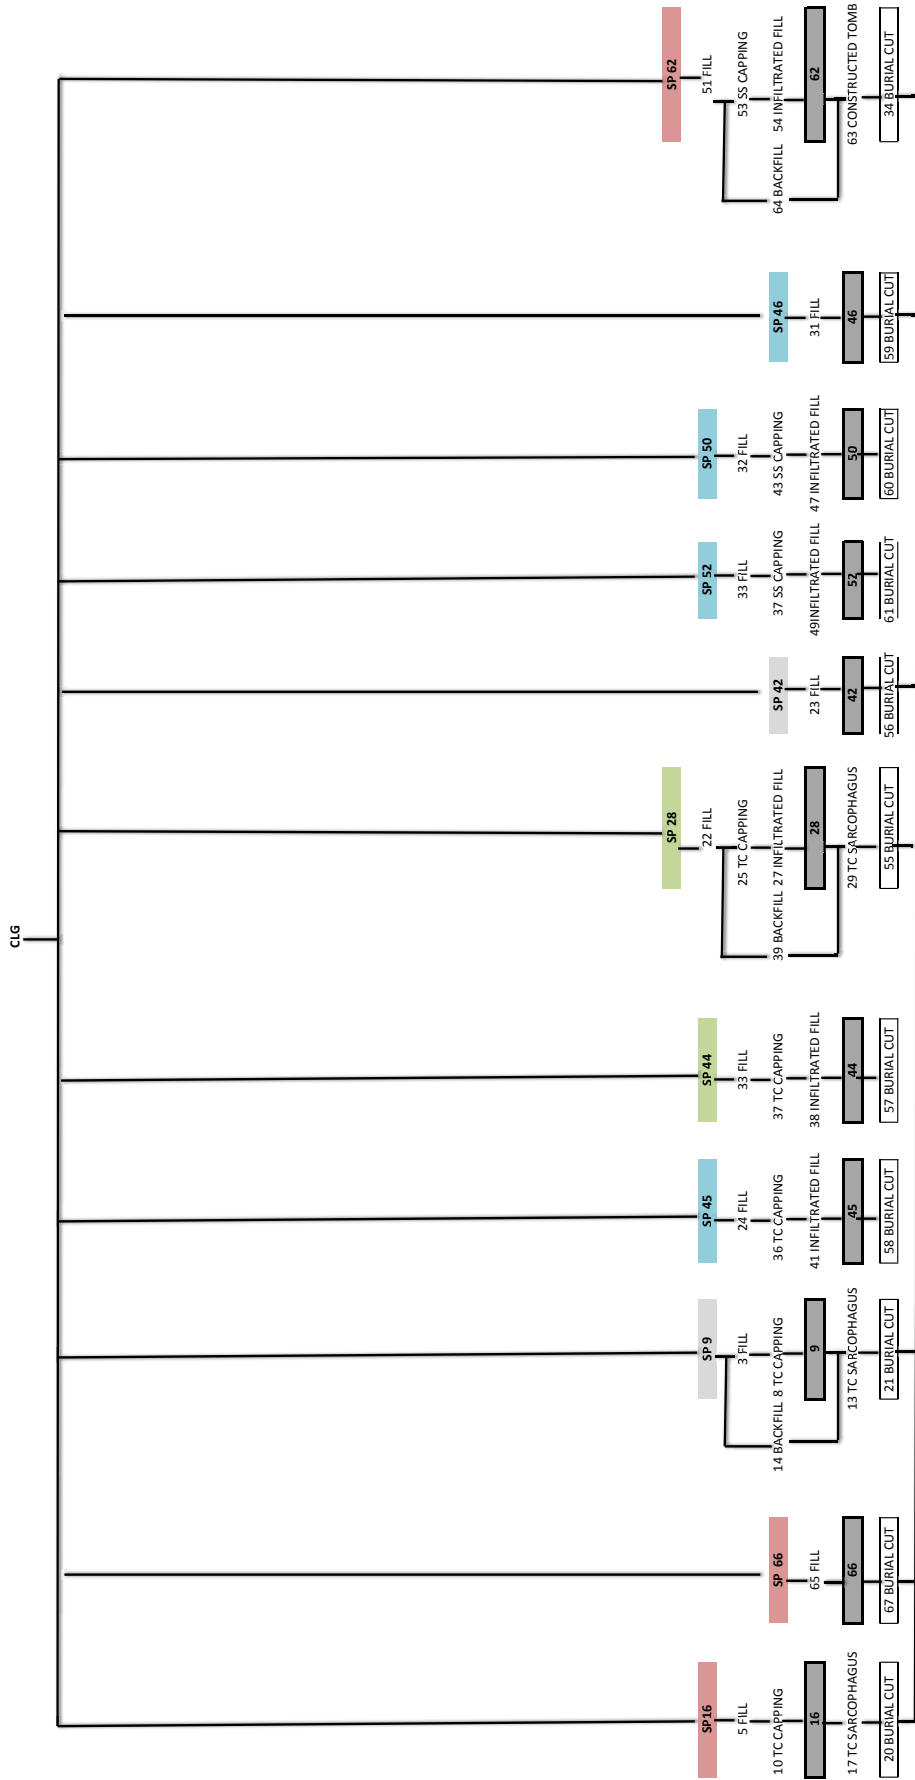 CLG
SP16
5 FILL
10 TC CAPPING
16
17 TC SARCOPHAGUS
20 BURIAL CUT
SP 66
65 FILL
66
67 BURIAL CUT
SP 9
3 FILL
14 BACKFILL 8 TC CAPPING
9
13 TC SARCOPHAGUS
21 BURIAL CUT
SP 45
24 FILL
36 TC CAPPING
41 INFILTRATED FILL
45
58 BURIAL CUT
SP 44
33 FILL
37 TC CAPPING
38 INFILTRATED FILL
44
57 BURIAL CUT
SP 28
22 FILL
25 TC CAPPING
39 BACKFILL 27 INFILTRATED FILL
28
29 TC SARCOPHAGUS
55 BURIAL CUT
SP 42
23 FILL
42
56 BURIAL CUT
SP 52
33 FILL
37 SS CAPPING
49INFILTRATED FILL
52
61 BURIAL CUT
SP 50
32 FILL
43 SS CAPPING
47 INFILTRATED FILL
50
60 BURIAL CUT
SP 46
31 FILL
46
59 BURIAL CUT
SP 62
51 FILL
53 SS CAPPING
64 BACKFILL 54 INFILTRATED FILL
62
63 CONSTRUCTED TOMB
34 BURIAL CUT